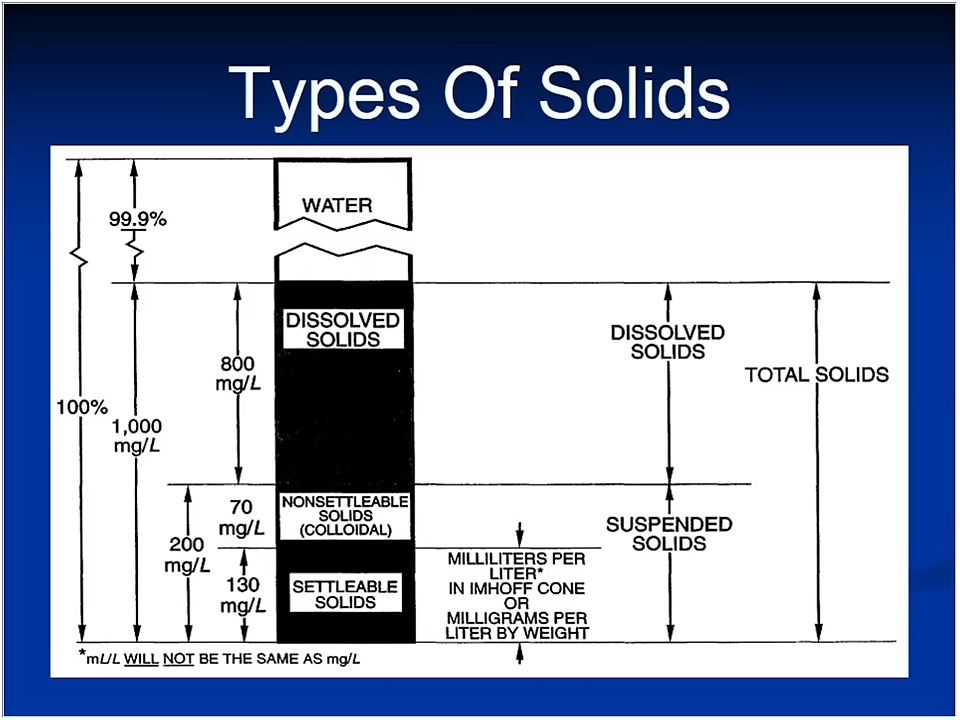 Types Of Solids
WATER
99.9%
DISSOLVED
SOLIDS
DISSOLVED
SOLIDS
800
mg/L
TOTAL SOLIDS
100%
1,000
mg/L
NONSETTLEABLE
SOLIDS
(COLLOIDAL)
70
mg/L
SUSPENDED
SOLIDS
200
mg/L
MILLILITERS PER
LITER*
IN IMHOFF CONE
OR
MILLIGRAMS PER
LITER BY WEIGHT
130
mg/L
SETTLEABLE
SOLIDS
*mL/L WILL NOT BE THE SAME AS mg/L